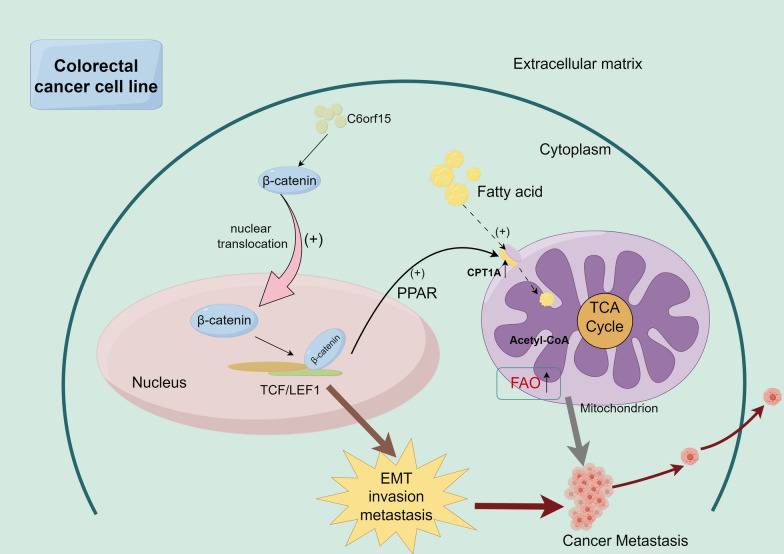 Colorectal
cancer cell line
Extracellular matrix
C6orf15
Cytoplasm
β-catenin
Fatty acid
nuclear
translocation
(+)
(+)
CPT1A
(+)
PPAR
β-catenin
β-catenin
TCF/LEF1
Nucleus
TCA
Cycle
Acetyl-CoA
FAO
Mitochondrion
EMT
invasion
metastasis
Cancer Metastasis